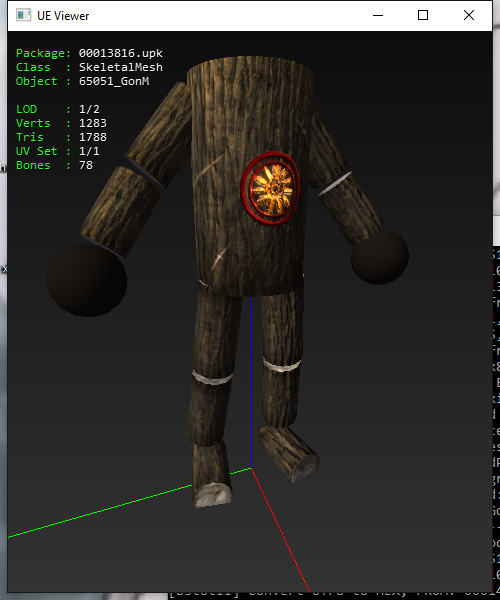 UE Viewer
Package: 00013816.upk
Class : SkeletalMesh
Object : 65051_GonM
LOD : 1/2
Verts : 1283
Tris : 1788
UV Set : 1/1
Bones : 78